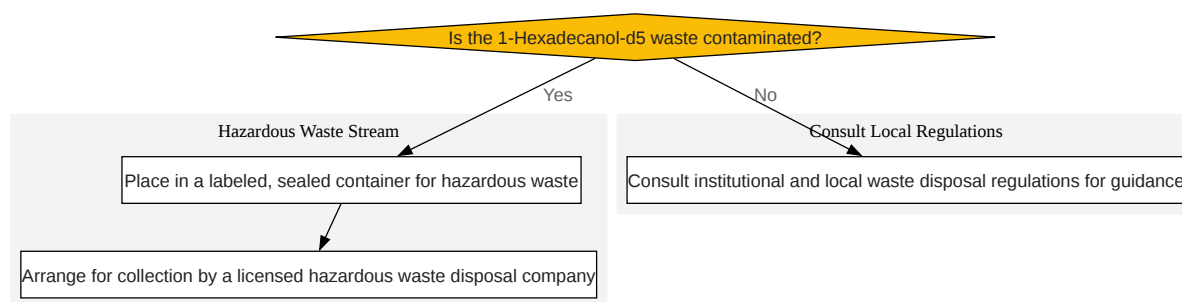 Is the 1-Hexadecanol-d5 waste contaminated?
Yes
No
Hazardous Waste Stream
Consult Local Regulations
Place in a labeled, sealed container for hazardous waste
Consult institutional and local waste disposal regulations for guidance
Arrange for collection by a licensed hazardous waste disposal company